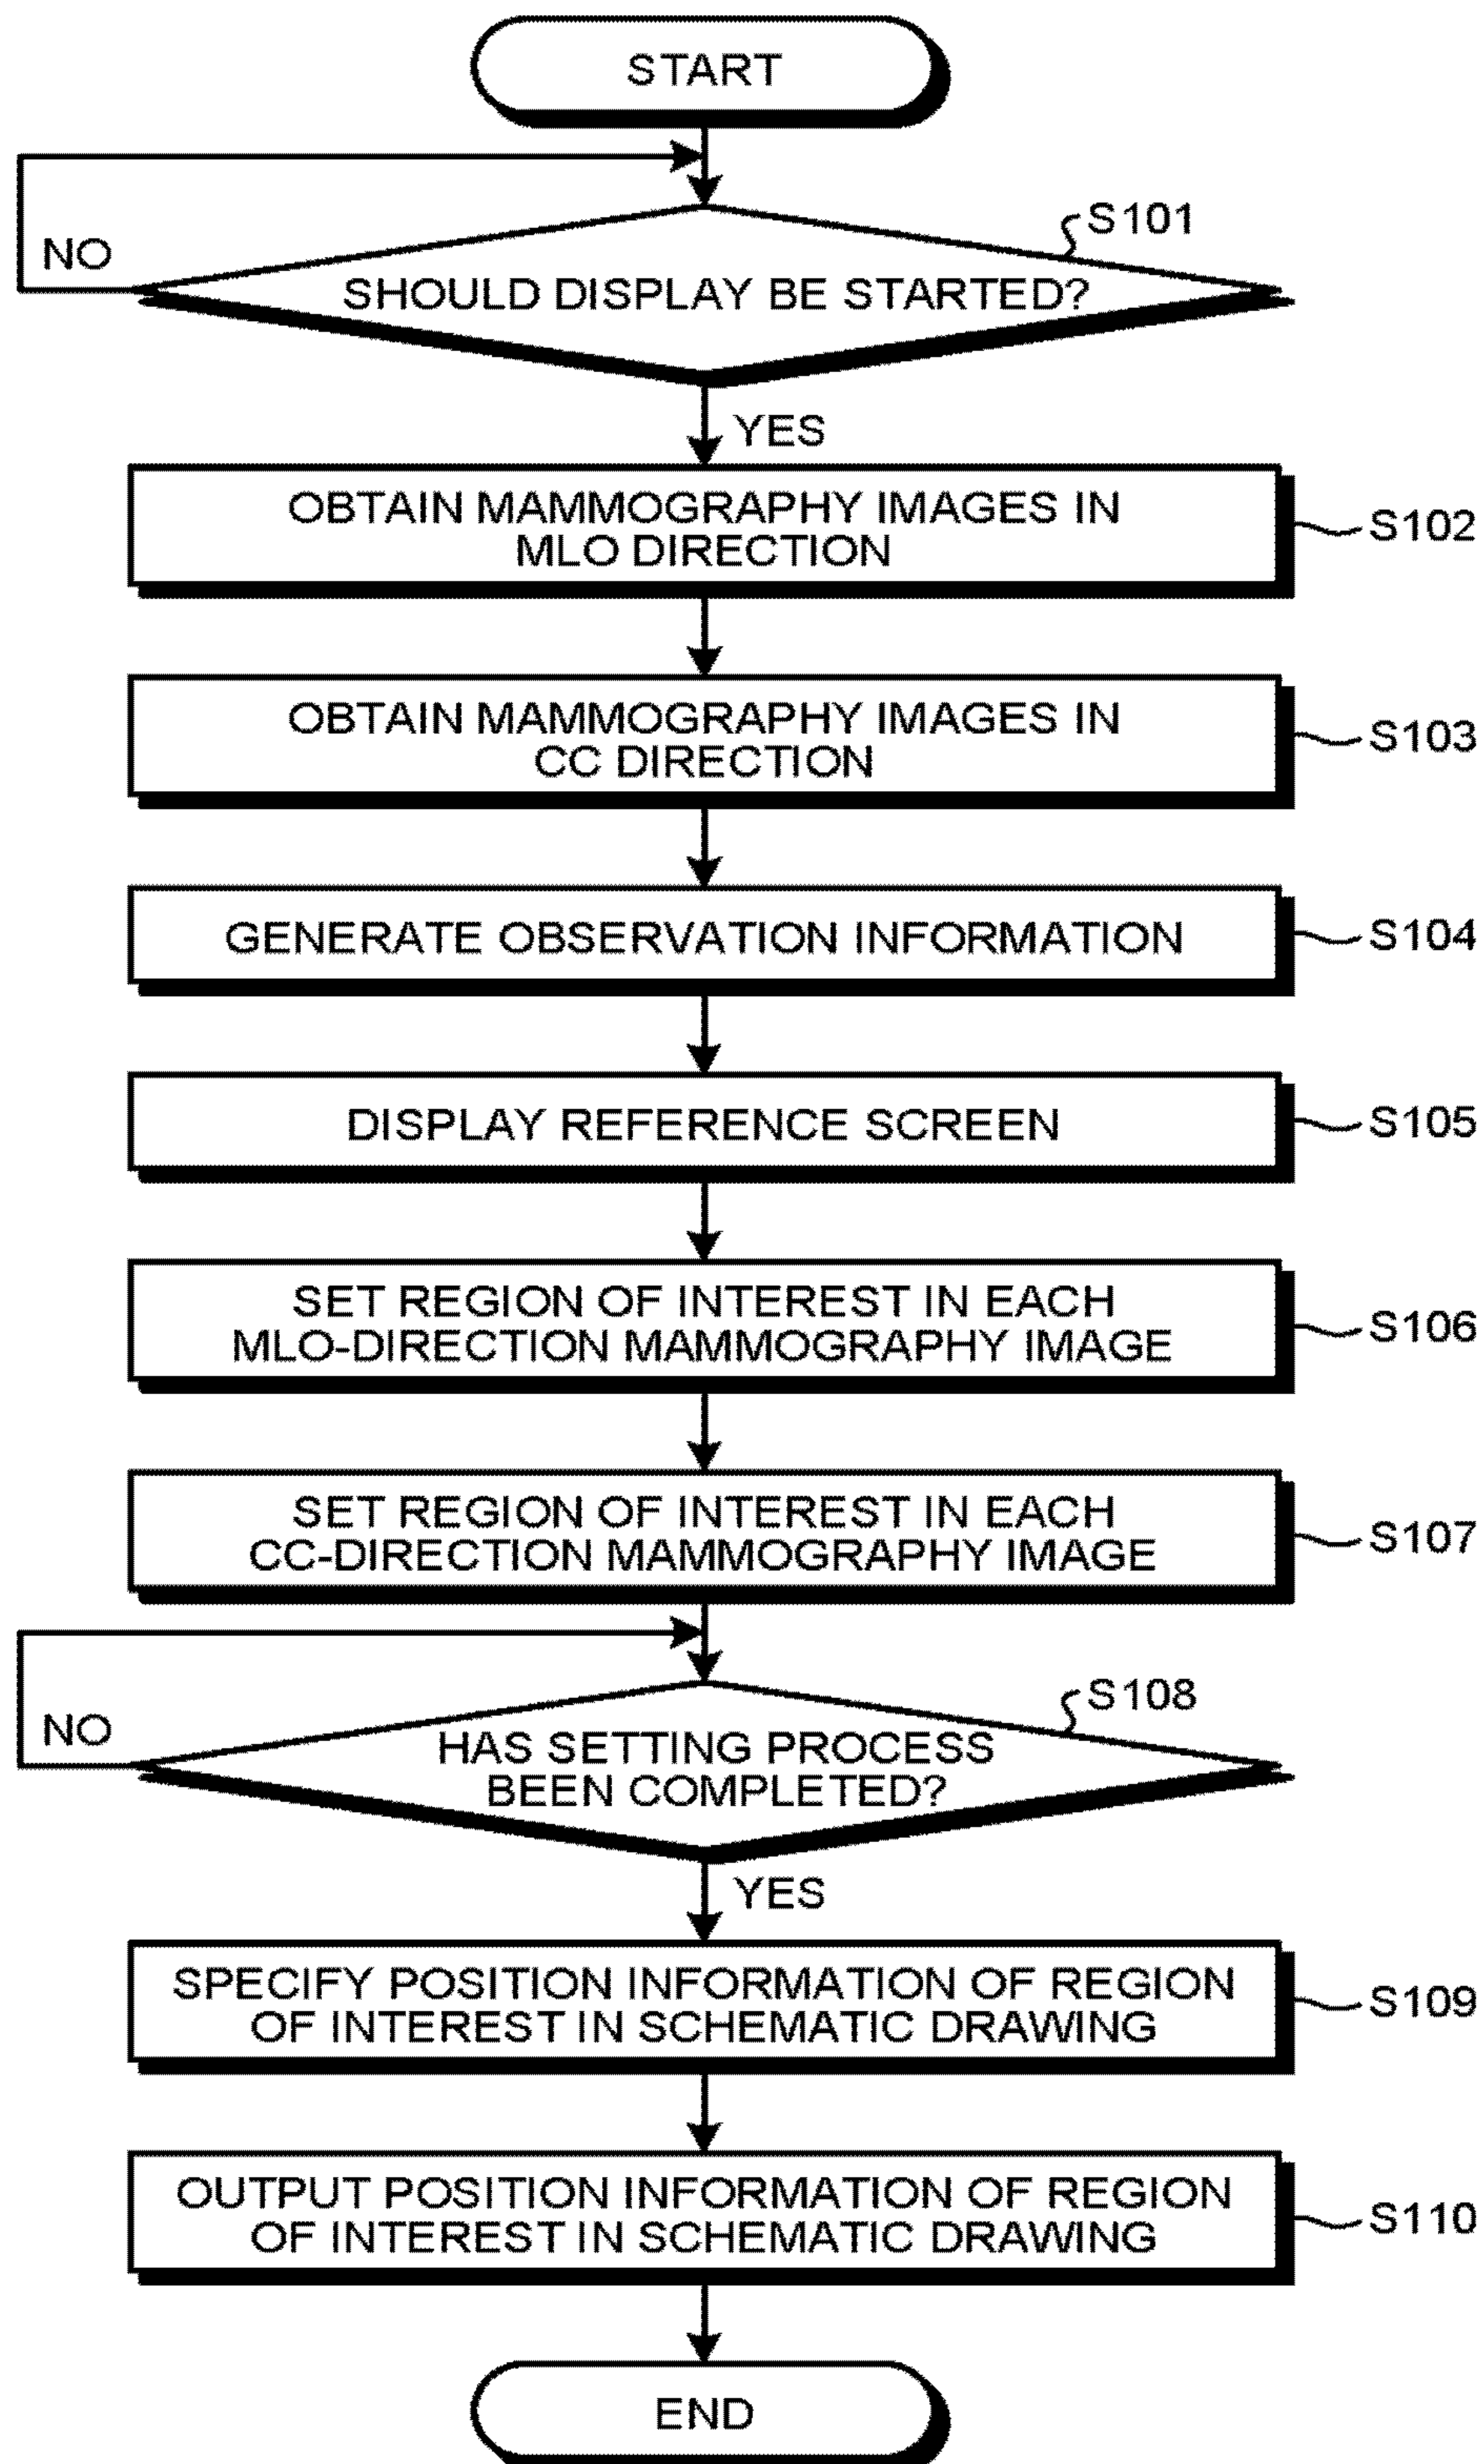 START
S101
NO
SHOULD DISPLAY BE STARTED?
YES
OBTAIN MAMMOGRAPHY IMAGES IN
MLO DIRECTION
S102
OBTAIN MAMMOGRAPHY IMAGES IN
CC DIRECTION
S103
GENERATE OBSERVATION INFORMATION
S104
DISPLAY REFERENCE SCREEN
S105
SET REGION OF INTEREST IN EACH
MLO-DIRECTION MAMMOGRAPHY IMAGE
S106
SET REGION OF INTEREST IN EACH
CC-DIRECTION MAMMOGRAPHY IMAGE
S107
S108
NO
HAS SETTING PROCESS
BEEN COMPLETED?
YES
SPECIFY POSITION INFORMATION OF REGION
OF INTEREST IN SCHEMATIC DRAWING
S109
OUTPUT POSITION INFORMATION OF REGION
OF INTEREST IN SCHEMATIC DRAWING
S110
END